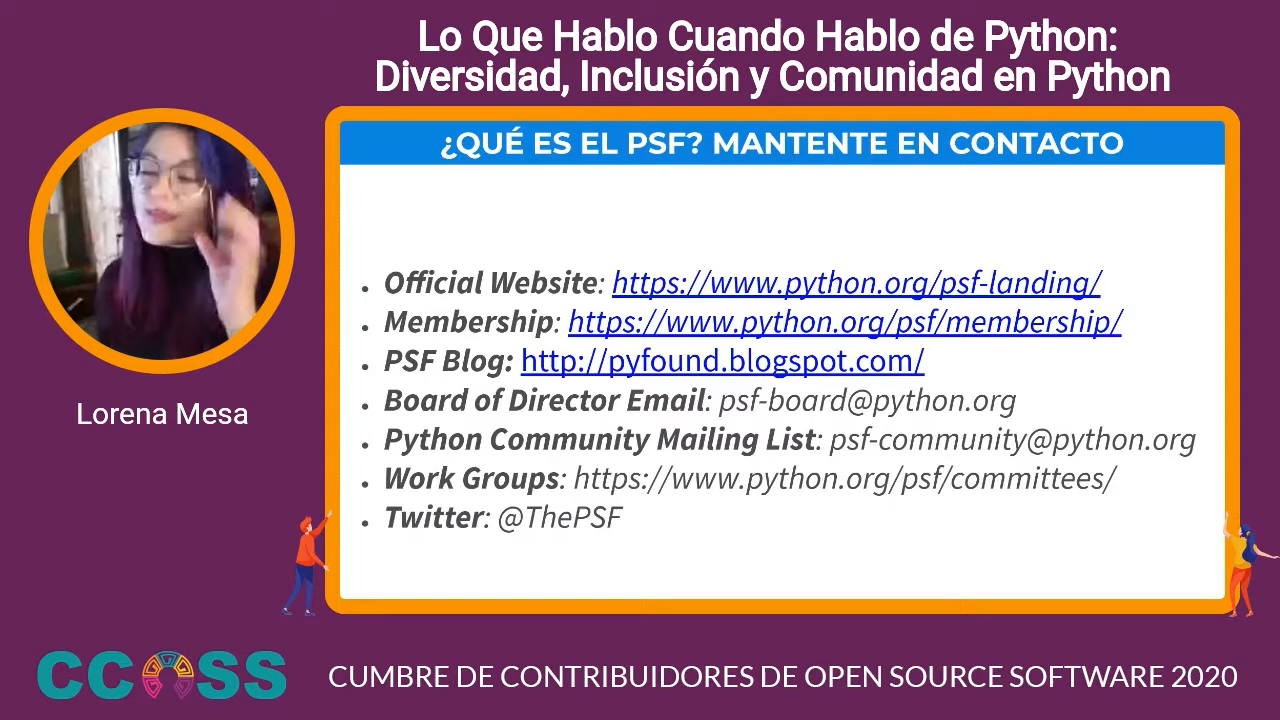 Lo Que Hablo Cuando Hablo de Python:
Diversidad, Inclusión y Comunidad en Python
¿QUÉ ES EL PSF? MANTENTE EN CONTACTO
• Official Website: https://www.python.org/psf-landing/
• Membership: https://www.python.org/psf/membership/
• PSF Blog: http://pyfound.blogspot.com/
• Board of Director Email: psf-board@python.org
• Python Community Mailing List: psf-community@python.org
• Work Groups: https://www.python.org/psf/committees/
• Twitter: @ThePSF
Lorena Mesa
CCOSS
CUMBRE DE CONTRIBUIDORES DE OPEN SOURCE SOFTWARE 2020